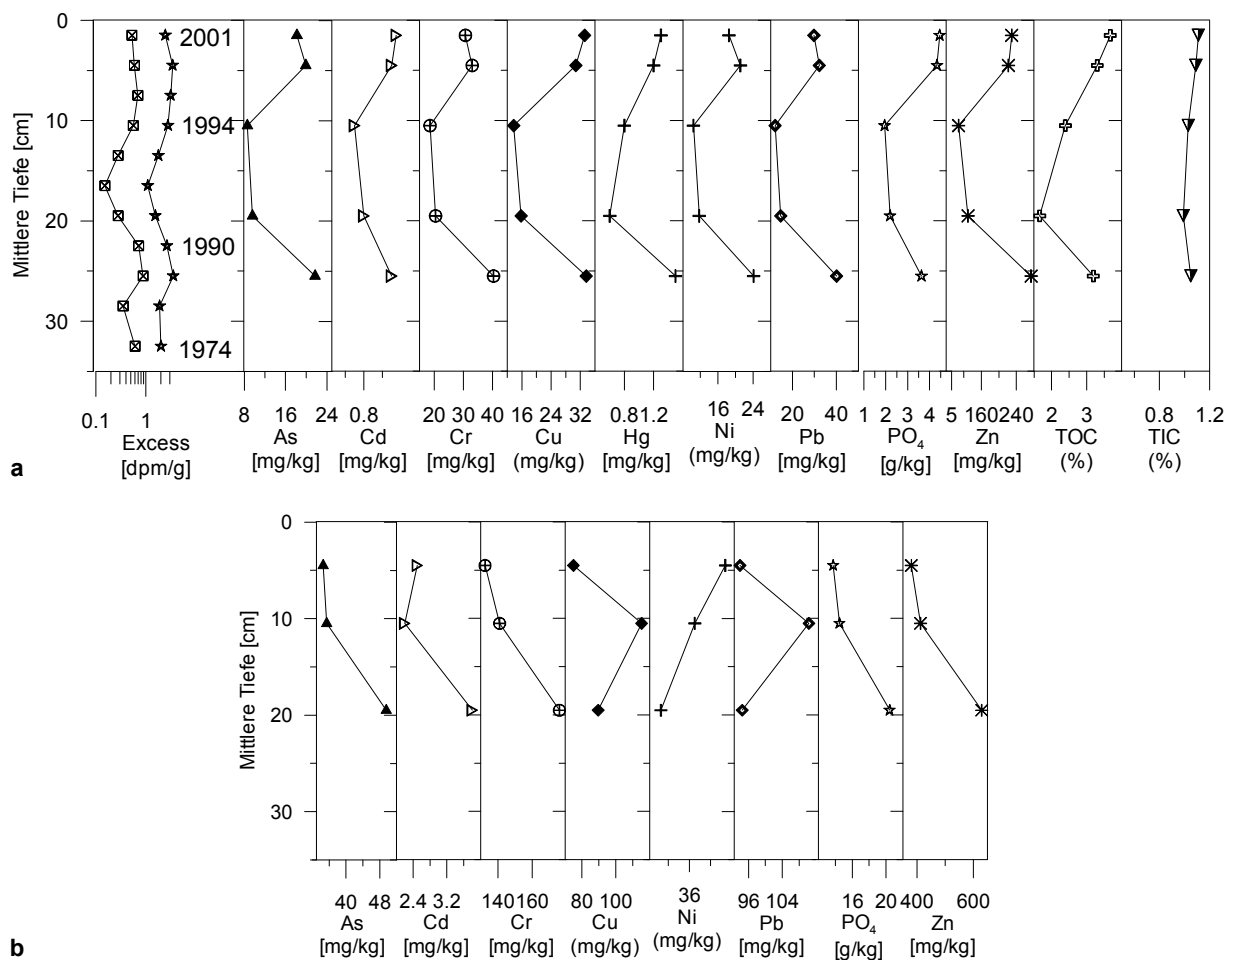 0
10
20
30
Mittlere Tiefe [cm]
2001
1994
1990
1974
0.1 1
8 16 24
0.8
20 30 40
16 24 32
0.8 1.2
16 24
20 40
1 2 3 4 5
160 240
2 3
0.8 1.2
Excess
[dpm/g]
As
[mg/kg]
Cd
[mg/kg]
Cr
[mg/kg]
Cu
(mg/kg]
Hg
[mg/kg]
Ni
(mg/kg]
Pb
[mg/kg]
PO4
[g/kg]
Zn
[mg/kg]
TOC
(%)
TIC
(%)
a
0
10
20
30
Mittlere Tiefe [cm]
40 48
2.4 3.2
140 160
80 100
36
96 104
16 20
400 600
As
[mg/kg]
Cd
[mg/kg]
Cr
[mg/kg]
Cu
(mg/kg]
Ni
(mg/kg]
Pb
[mg/kg]
PO4
[g/kg]
Zn
[mg/kg]
b